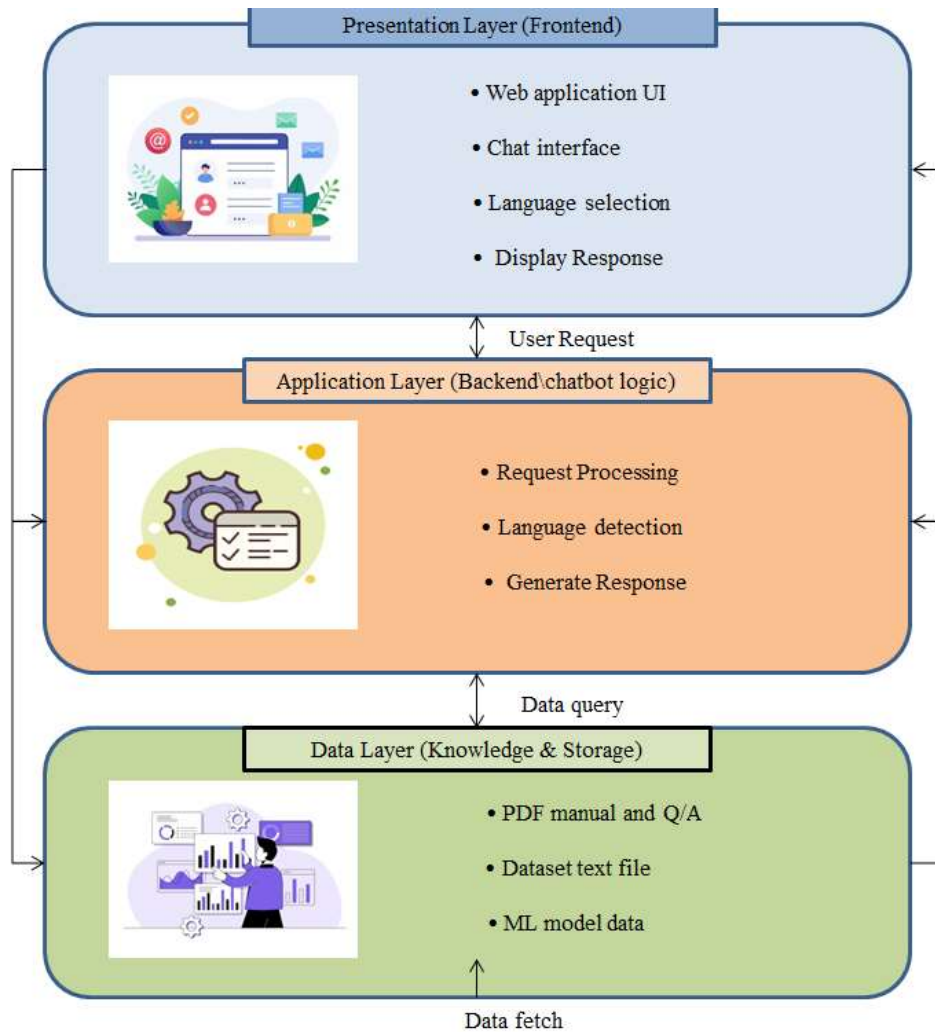 Presentation Layer (Frontend)
• Web application UI
• Chat interface
• Language selection
• Display Response
User Request
Application Layer (Backend\chatbot logic)
• Request Processing
• Language detection
• Generate Response
Data query
Data Layer (Knowledge & Storage)
• PDF manual and Q/A
• Dataset text file
• ML model data
Data fetch